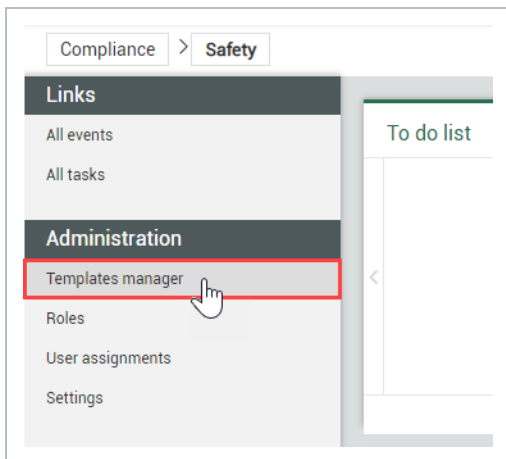 Compliance > Safety
Links
All events
All tasks
To do list
Administration
Templates manager
Roles
User assignments
Settings